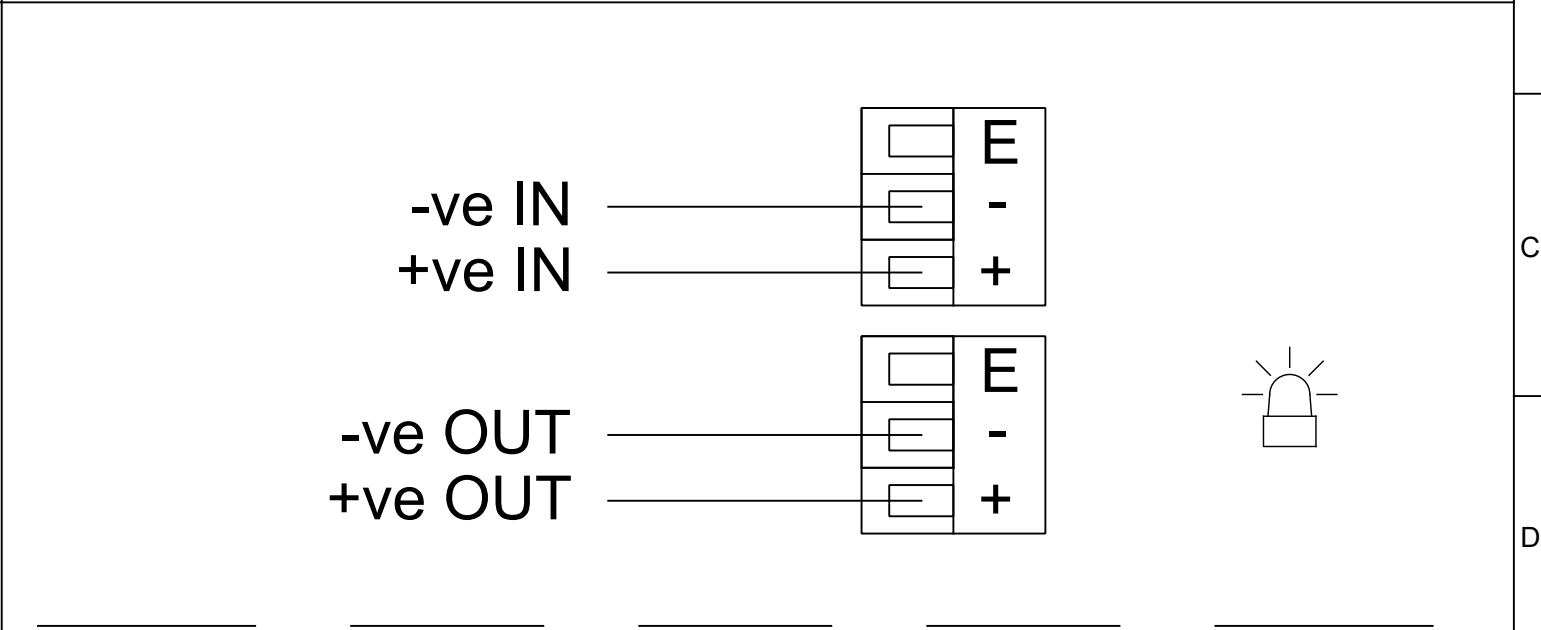 E
-ve IN -
+ve IN +
C
E
-ve OUT -
+ve OUT +
D